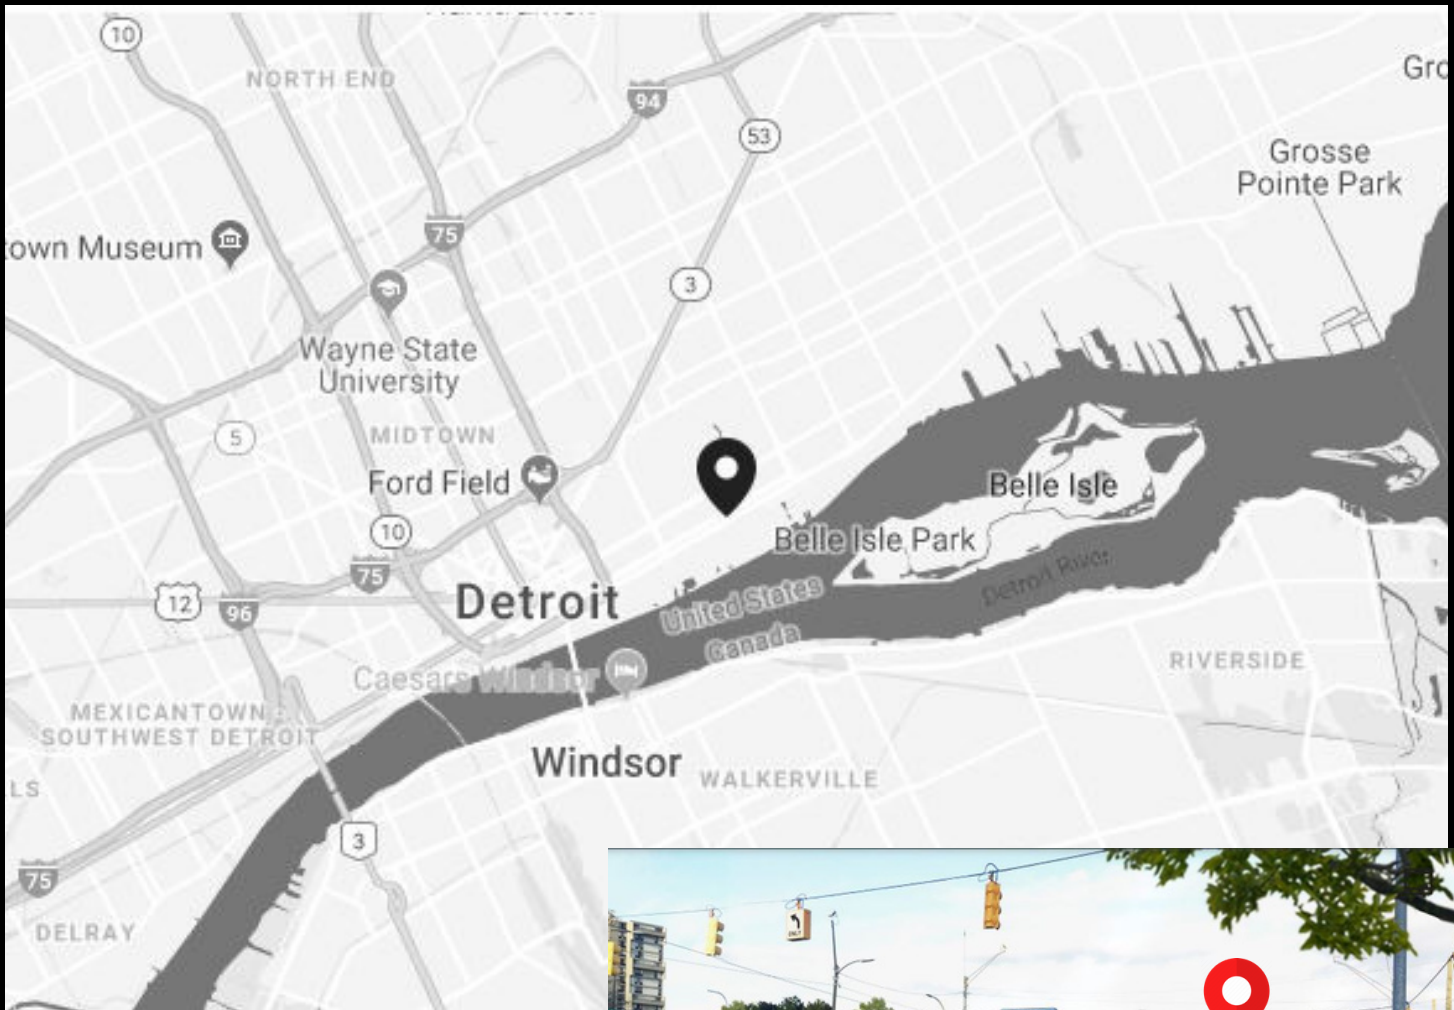 10
NORTH END
94
53
Gro
Grosse
Pointe Park
75
town Museum
3
Wayne State
University
5
MIDTOWN
Ford Field
Belle Isle
10
Belle Isle Park
75
Detroit River
12
96
Detroit
United States
Canada
RIVERSIDE
Caesars Windsor
MEXICANTOWN
SOUTHWEST DETROIT
Windsor
WALKERVILLE
LS
3
75
DELRAY
ONLY